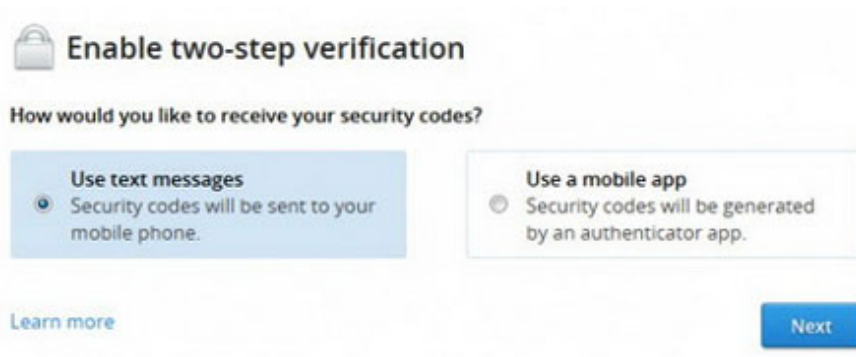 Enable two-step verification
How would you like to receive your security codes?
Use text messages
Security codes will be sent to your
mobile phone.
Use a mobile app
Security codes will be generated
by an authenticator app.
Learn more
Next